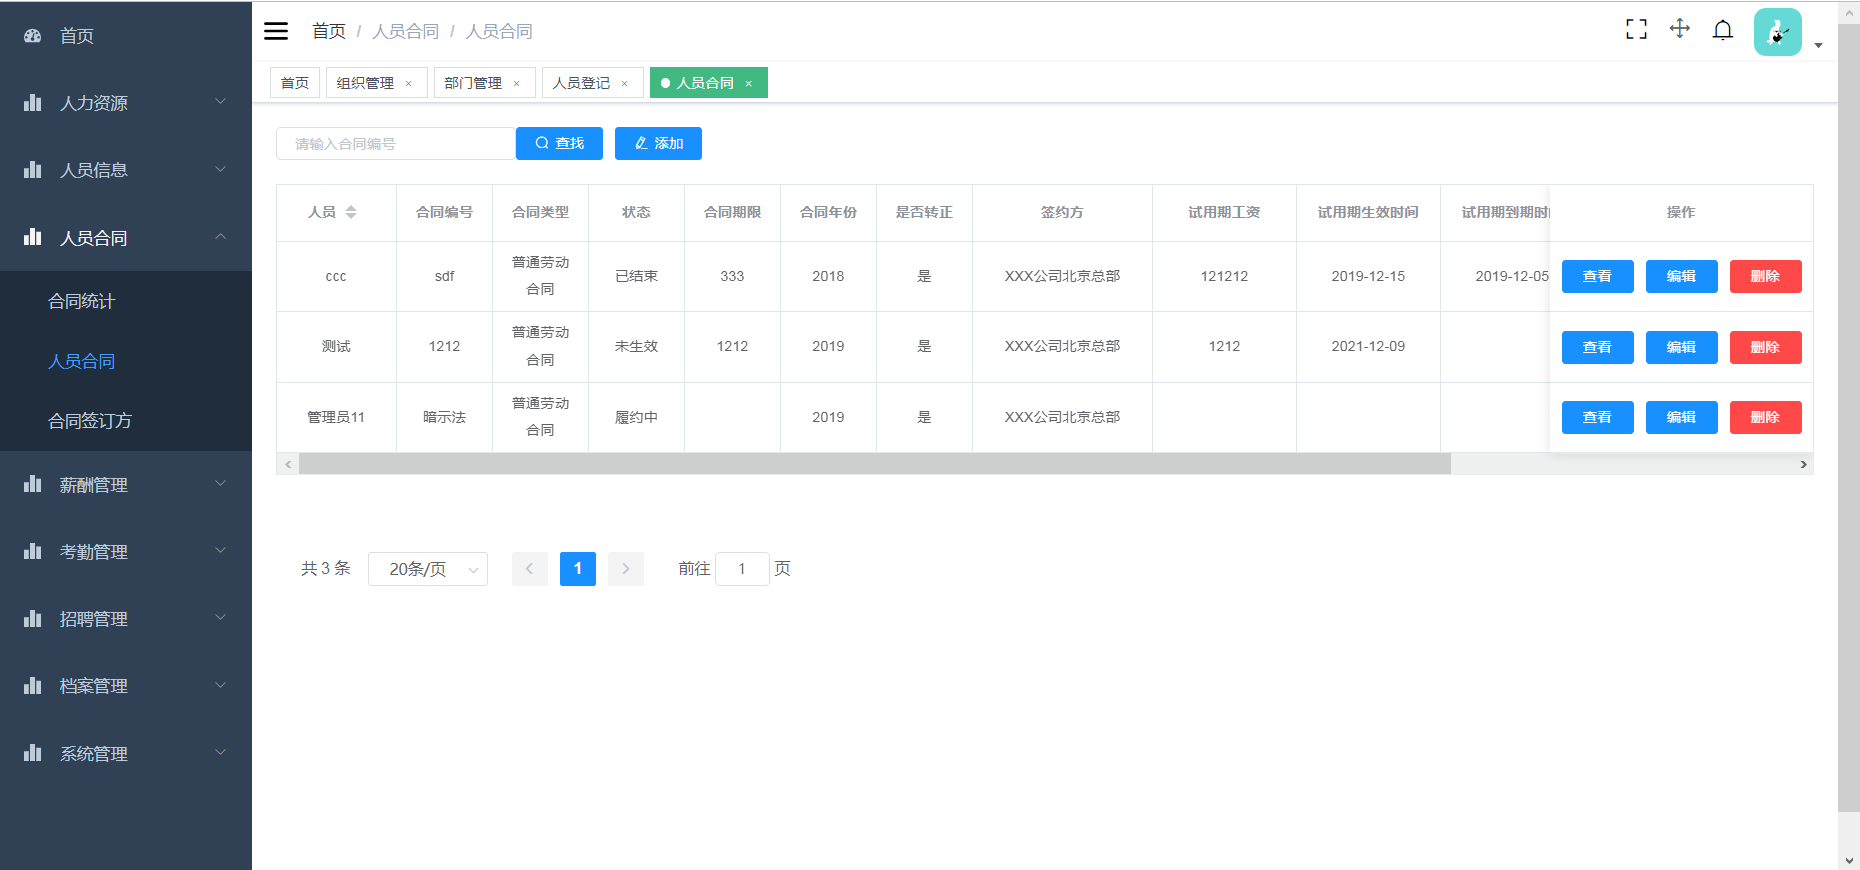 首页
人力资源
人员信息
人员合同
合同统计
人员合同
合同签订方
薪酬管理
考勤管理
招聘管理
档案管理
系统管理
首页 / 人员合同 / 人员合同
首页 组织管理 × 部门管理 × 人员登记 × 人员合同 ×
请输入合同编号 查找 添加
人员 合同编号 合同类型 状态 合同期限 合同年份 是否转正 签约方 试用期工资 试用期生效时间 试用期到期时 操作
ccc sdf 普通劳动 已结束 333 2018 是 XXX公司北京总部 121212 2019-12-15 2019-12-05 查看 编辑 删除
合同
测试 1212 普通劳动 未生效 1212 2019 是 XXX公司北京总部 1212 2021-12-09 查看 编辑 删除
合同
管理员11 暗示法 普通劳动 履约中 2019 是 XXX公司北京总部 查看 编辑 删除
合同
共 3 条 20条/页 1 前往 1 页